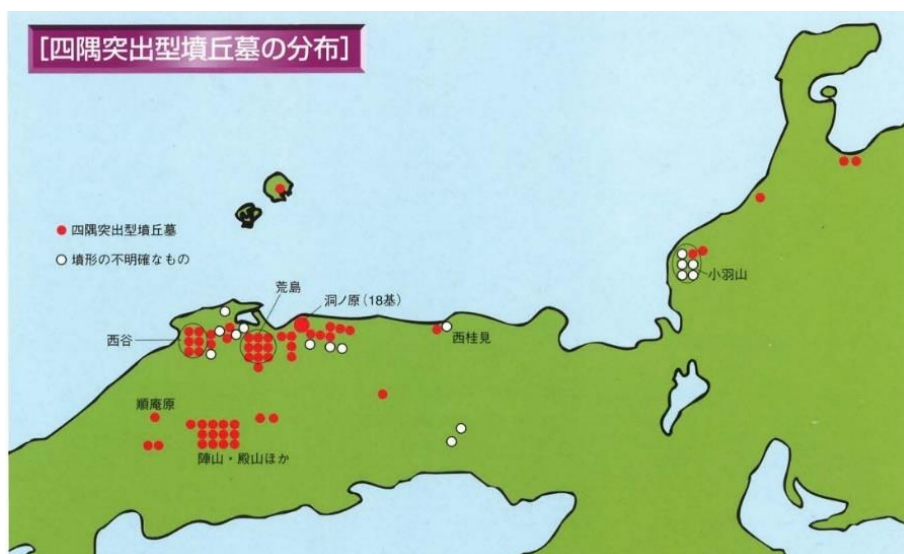 [四隅突出型墳丘墓の分布]
四隅突出型墳丘墓
墳形の不明確なもの
荒島
洞ノ原(18基)
小羽山
西谷
西桂見
順庵原
陣山・殿山ほか